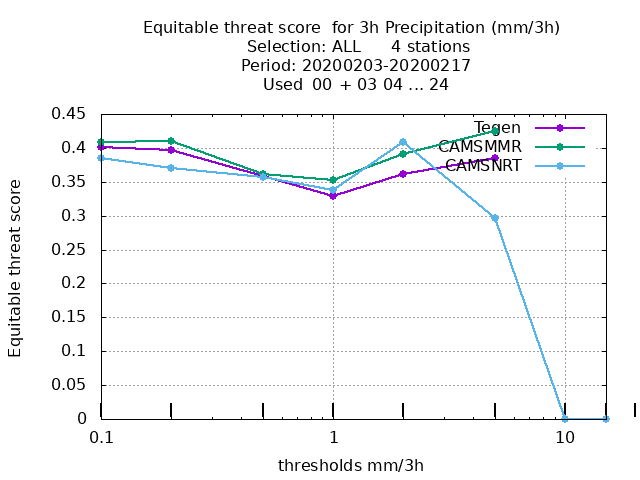 Equitable threat score  for 3h Precipitation (mm/3h)
Selection: ALL      4 stations
Period: 20200203-20200217
Used  00  + 03 04 ... 24
0.45
0.4
0.35
0.3
0.25
0.2
0.15
0.1
0.05
0
Equitable threat score
Tegen
CAMSMMR
CAMSNRT
0.1 1 10
thresholds mm/3h